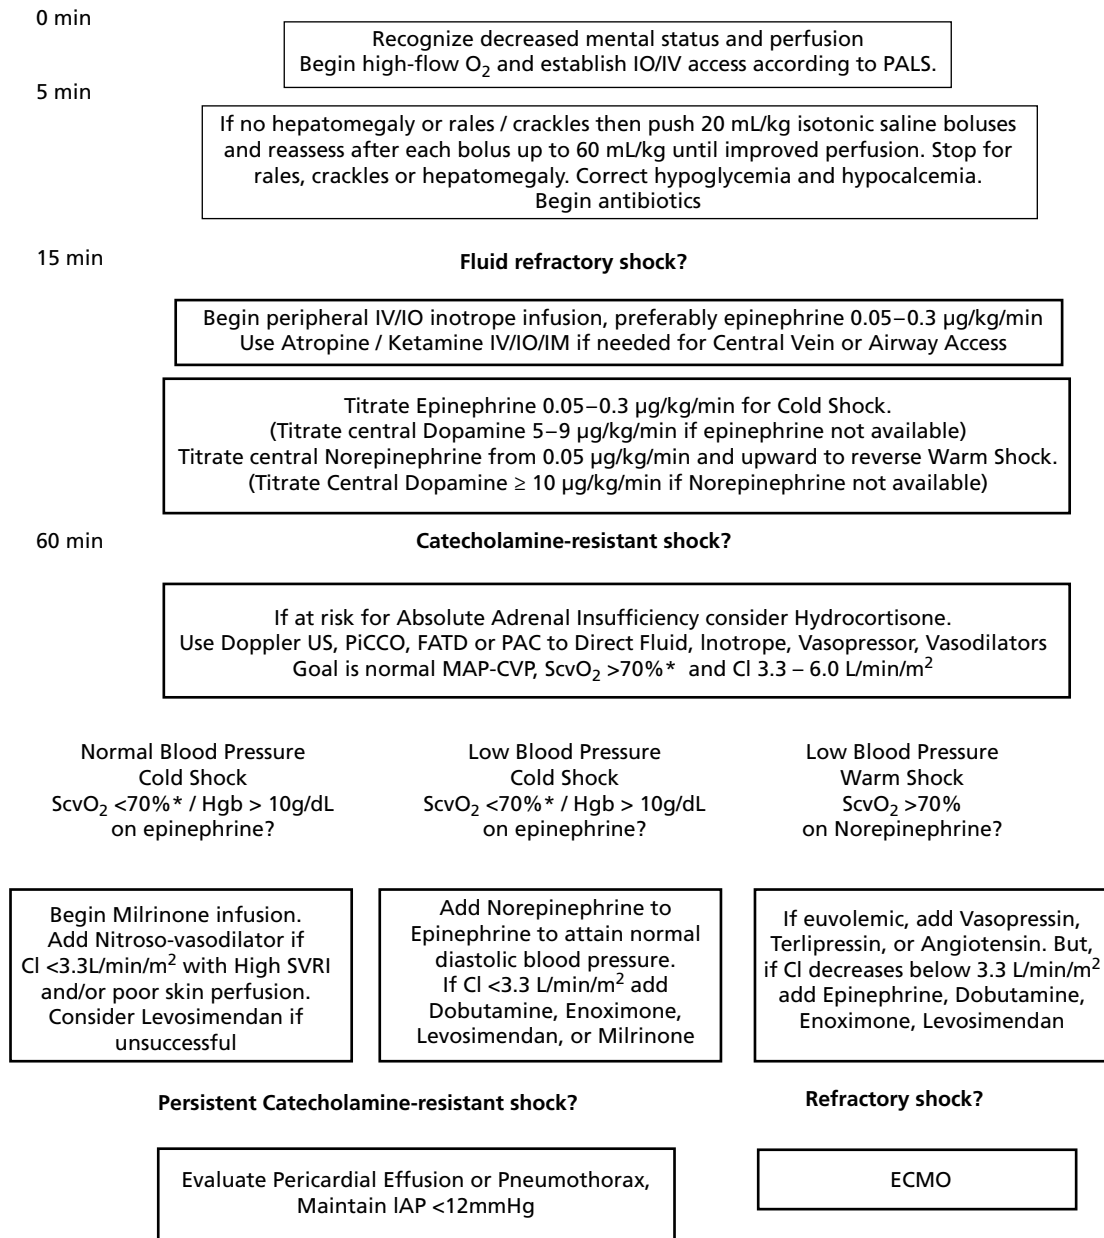 0 min
Recognize decreased mental status and perfusion
Begin high-flow O₂ and establish IO/IV access according to PALS.
5 min
If no hepatomegaly or rales / crackles then push 20 mL/kg isotonic saline boluses
and reassess after each bolus up to 60 mL/kg until improved perfusion. Stop for
rales, crackles or hepatomegaly. Correct hypoglycemia and hypocalcemia.
Begin antibiotics
15 min
Fluid refractory shock?
Begin peripheral IV/IO inotrope infusion, preferably epinephrine 0.05–0.3 µg/kg/min
Use Atropine / Ketamine IV/IO/IM if needed for Central Vein or Airway Access
Titrate Epinephrine 0.05–0.3 µg/kg/min for Cold Shock.
(Titrate central Dopamine 5–9 µg/kg/min if epinephrine not available)
Titrate central Norepinephrine from 0.05 µg/kg/min and upward to reverse Warm Shock.
(Titrate Central Dopamine ≥ 10 µg/kg/min if Norepinephrine not available)
60 min
Catecholamine-resistant shock?
If at risk for Absolute Adrenal Insufficiency consider Hydrocortisone.
Use Doppler US, PiCCO, FATD or PAC to Direct Fluid, Inotrope, Vasopressor, Vasodilators
Goal is normal MAP-CVP, ScvO₂ >70%* and Cl 3.3 – 6.0 L/min/m²
Normal Blood Pressure
Cold Shock
ScvO₂ <70%* / Hgb > 10g/dL
on epinephrine?
Low Blood Pressure
Cold Shock
ScvO₂ <70%* / Hgb > 10g/dL
on epinephrine?
Low Blood Pressure
Warm Shock
ScvO₂ >70%
on Norepinephrine?
Begin Milrinone infusion.
Add Nitroso-vasodilator if
Cl <3.3L/min/m² with High SVRI
and/or poor skin perfusion.
Consider Levosimendan if
unsuccessful
Add Norepinephrine to
Epinephrine to attain normal
diastolic blood pressure.
If Cl <3.3 L/min/m² add
Dobutamine, Enoximone,
Levosimendan, or Milrinone
If euvolemic, add Vasopressin,
Terlipressin, or Angiotensin. But,
if Cl decreases below 3.3 L/min/m²
add Epinephrine, Dobutamine,
Enoximone, Levosimendan
Persistent Catecholamine-resistant shock?
Refractory shock?
Evaluate Pericardial Effusion or Pneumothorax,
Maintain lAP <12mmHg
ECMO